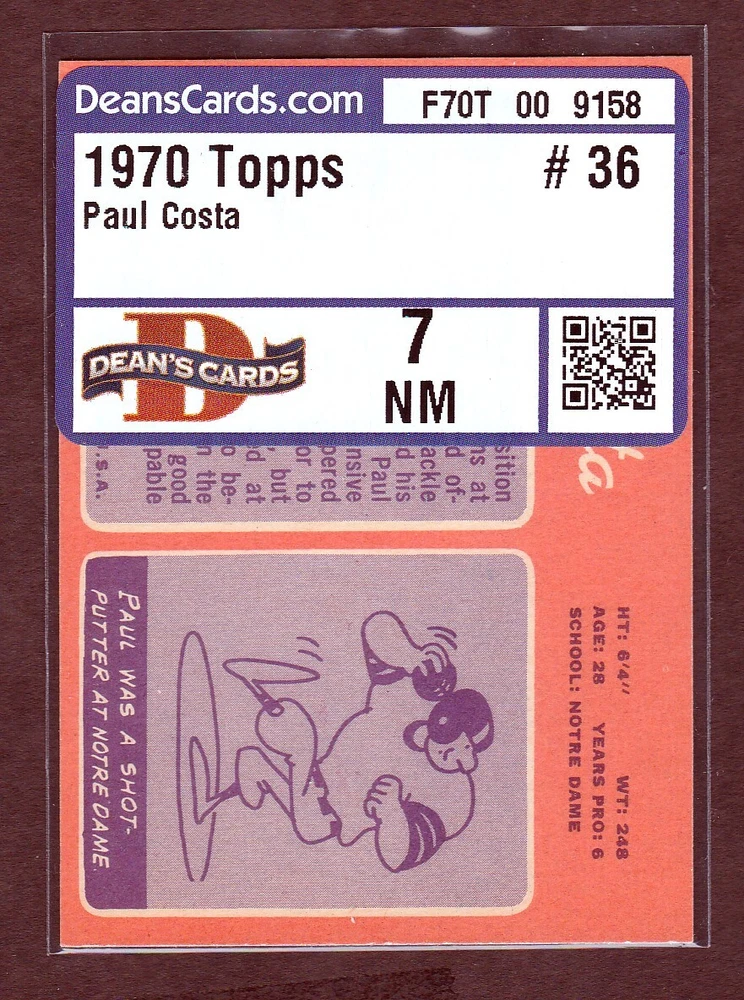 DeansCards.com
F70T 00 9158
1970 Topps # 36
Paul Costa
DEAN'S CARDS
D
7
NM
sition
ns at
d of-
ackle
d his
Paul
nsive
pered
or to
, but
d at
o be-
n the
good
pable
.S.A.
HT: 6'4" WT: 248
AGE: 28 YEARS PRO: 6
SCHOOL: NOTRE DAME
PAUL WAS A SHOT-
PUTTER AT NOTRE DAME.